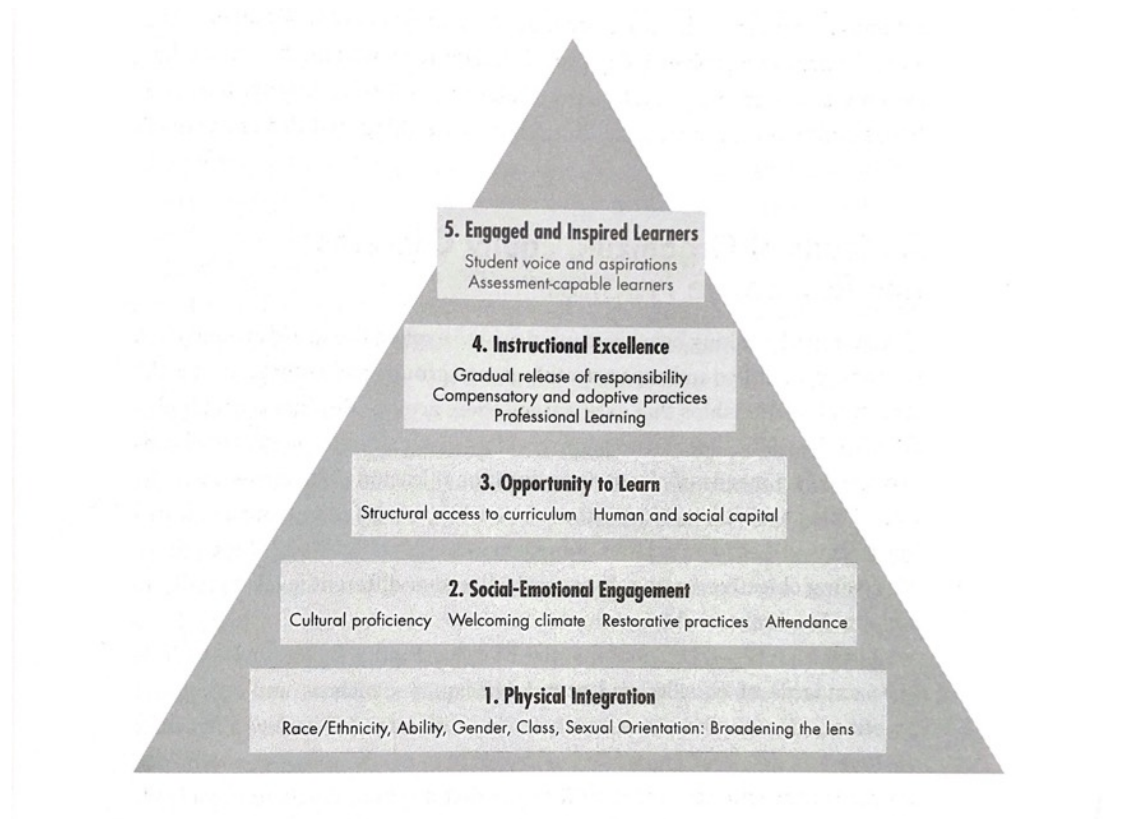 5. Engaged and Inspired Learners
Student voice and aspirations
Assessment-capable learners
4. Instructional Excellence
Gradual release of responsibility
Compensatory and adoptive practices
Professional Learning
3. Opportunity to Learn
Structural access to curriculum Human and social capital
2. Social-Emotional Engagement
Cultural proficiency Welcoming climate Restorative practices Attendance
1. Physical Integration
Race/Ethnicity, Ability, Gender, Class, Sexual Orientation: Broadening the lens